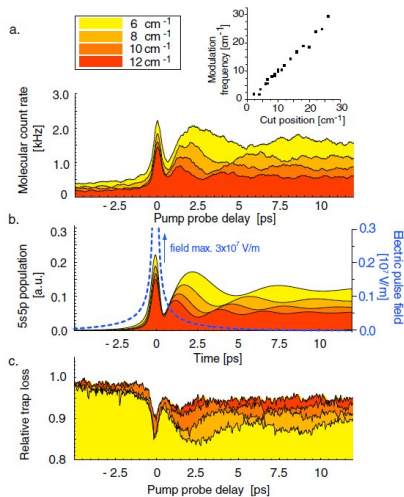 a.
6 cm-1
8 cm-1
10 cm-1
12 cm-1
Modulation
frequency [cm-1]
30
20
10
0
0 10 20 30
Cut position [cm-1]
Molecular count rate
[kHz]
3.0
2.0
1.0
0
- 2.5 0 2.5 5 7.5 10
Pump probe delay [ps]
b.
5s5p population
[a.u.]
0.3
0.2
0.1
0.0
field max. 3x10⁷ V/m
0.3
0.2
0.1
0.0
Electric pulse field
[10⁷ V/m]
- 2.5 0 2.5 5 7.5 10
Time [ps]
c.
Relative trap loss
1.0
0.9
0.8
-2.5 0 2.5 5 7.5 10
Pump probe delay [ps]